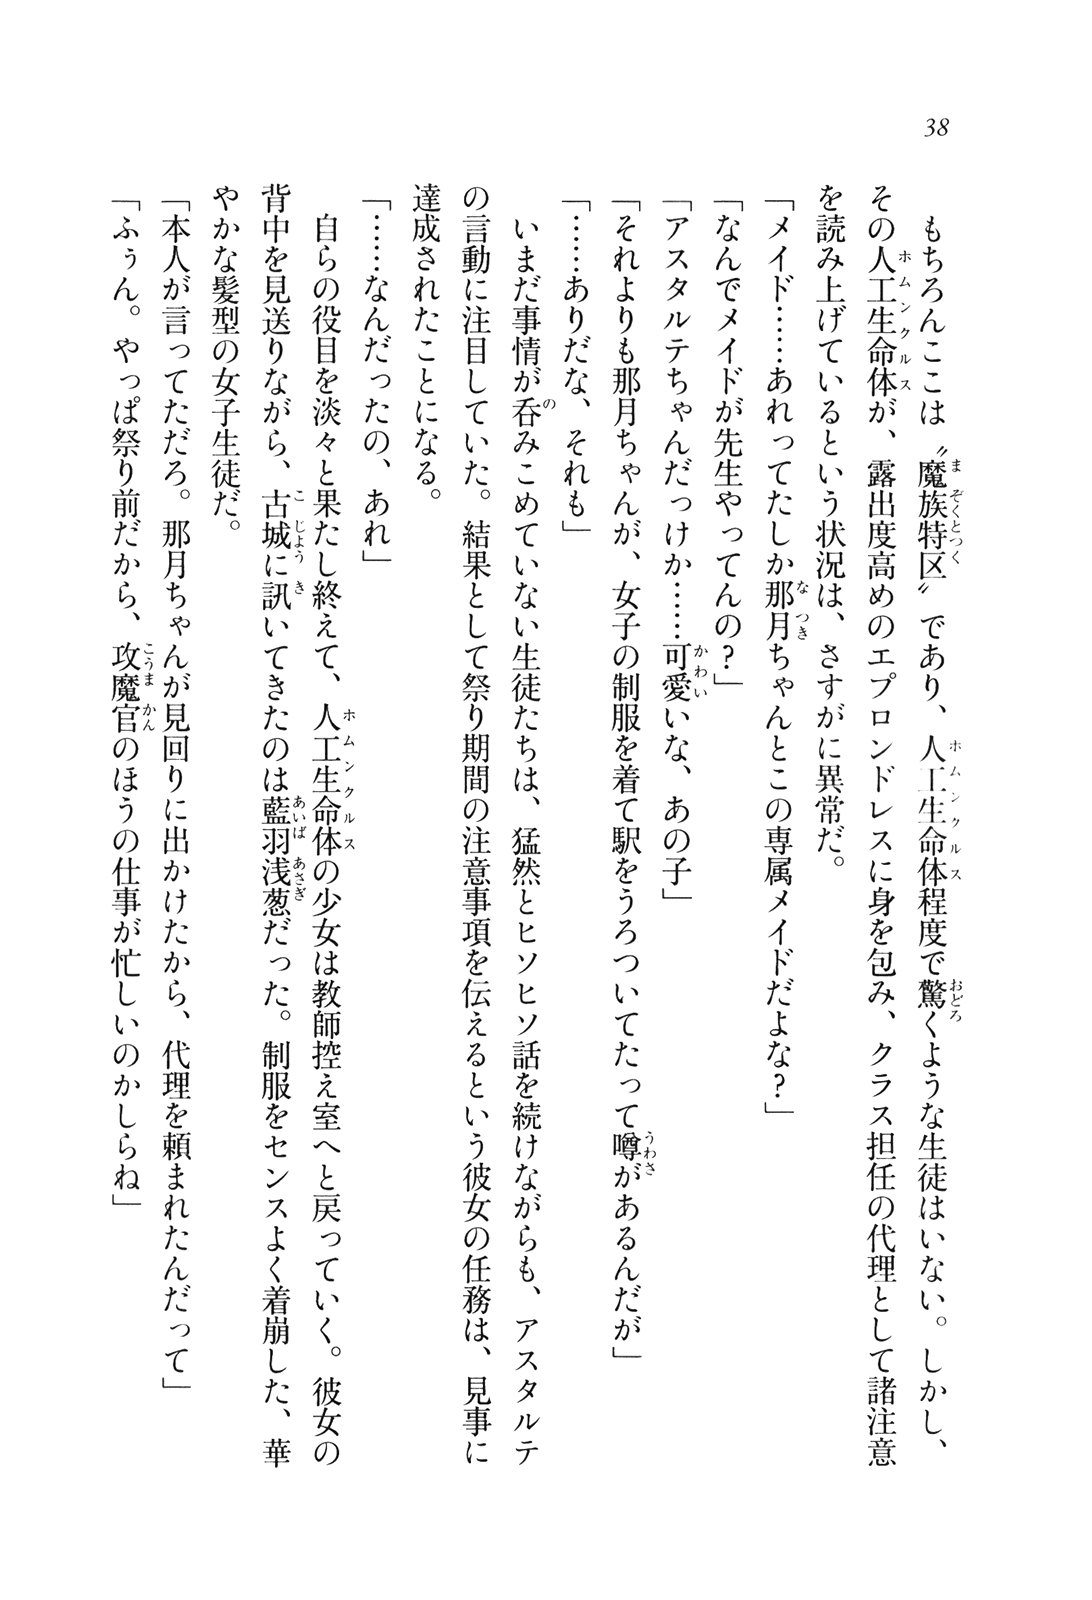 38
　もちろんここは〝魔族特区〟であり、人工生命体程度で驚くような生徒はいない。しかし、
その人工生命体が、露出度高めのエプロンドレスに身を包み、クラス担任の代理として諸注意
を読み上げているという状況は、さすがに異常だ。
「メイド……あれってたしか那月ちゃんとこの専属メイドだよな？」
「なんでメイドが先生やってんの？」
「アスタルテちゃんだっけか……可愛いな、あの子」
「それよりも那月ちゃんが、女子の制服を着て駅をうろついてたって噂があるんだが」
「……ありだな、それも」
　いまだ事情が呑みこめていない生徒たちは、猛然とヒソヒソ話を続けながらも、アスタルテ
の言動に注目していた。結果として祭り期間の注意事項を伝えるという彼女の任務は、見事に
達成されたことになる。
「……なんだったの、あれ」
　自らの役目を淡々と果たし終えて、人工生命体の少女は教師控え室へと戻っていく。彼女の
背中を見送りながら、古城に訊いてきたのは藍羽浅葱だった。制服をセンスよく着崩した、華
やかな髪型の女子生徒だ。
「本人が言ってただろ。那月ちゃんが見回りに出かけたから、代理を頼まれたんだって」
「ふぅん。やっぱ祭り前だから、攻魔官のほうの仕事が忙しいのかしらね」